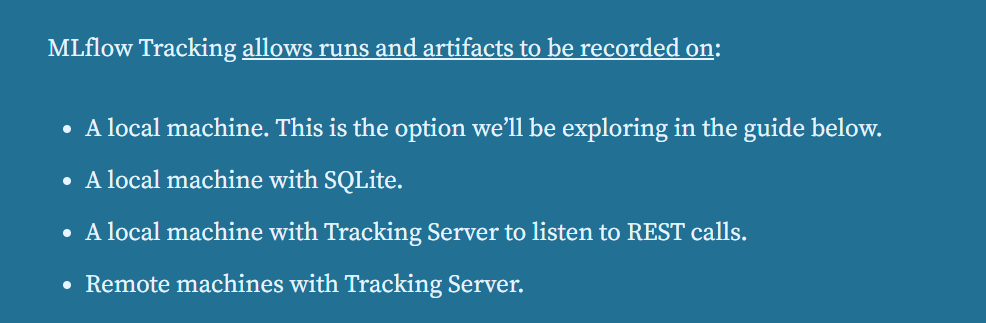 MLflow Tracking allows runs and artifacts to be recorded on:
• A local machine. This is the option we’ll be exploring in the guide below.
• A local machine with SQLite.
• A local machine with Tracking Server to listen to REST calls.
• Remote machines with Tracking Server.